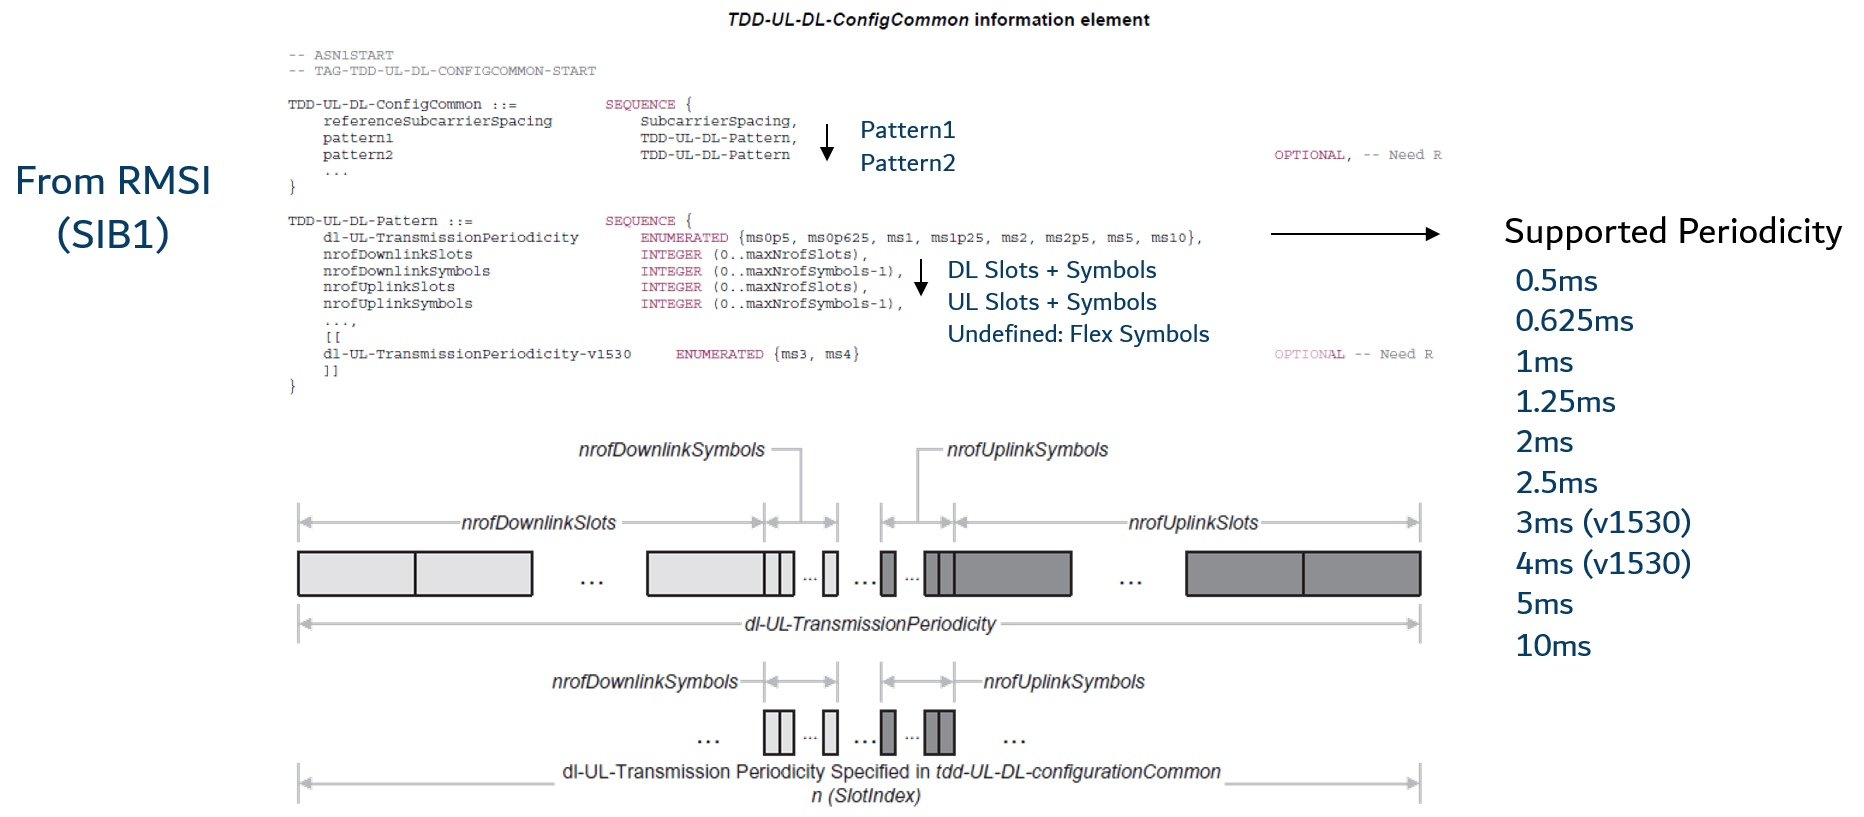 TDD-UL-DL-ConfigCommon information element
-- ASN1START
-- TAG-TDD-UL-DL-CONFIGCOMMON-START
TDD-UL-DL-ConfigCommon ::= SEQUENCE {
referenceSubcarrierSpacing SubcarrierSpacing,
pattern1 TDD-UL-DL-Pattern,
pattern2 TDD-UL-DL-Pattern OPTIONAL, -- Need R
...
}
Pattern1
Pattern2
From RMSI
(SIB1)
TDD-UL-DL-Pattern ::= SEQUENCE {
dl-UL-TransmissionPeriodicity ENUMERATED {ms0p5, ms0p625, ms1, ms1p25, ms2, ms2p5, ms5, ms10},
nrofDownlinkSlots INTEGER (0..maxNrofSlots),
nrofDownlinkSymbols INTEGER (0..maxNrofSymbols-1),
nrofUplinkSlots INTEGER (0..maxNrofSlots),
nrofUplinkSymbols INTEGER (0..maxNrofSymbols-1),
...,
[[
dl-UL-TransmissionPeriodicity-v1530 ENUMERATED {ms3, ms4} OPTIONAL -- Need R
]]
}
DL Slots + Symbols
UL Slots + Symbols
Undefined: Flex Symbols
Supported Periodicity
0.5ms
0.625ms
1ms
1.25ms
2ms
2.5ms
3ms (v1530)
4ms (v1530)
5ms
10ms
nrofDownlinkSymbols nrofUplinkSymbols
nrofDownlinkSlots nrofUplinkSlots
... ... ... ... ...
dl-UL-TransmissionPeriodicity
nrofDownlinkSymbols nrofUplinkSymbols
... ... ... ... ...
dl-UL-Transmission Periodicity Specified in tdd-UL-DL-configurationCommon
n (SlotIndex)